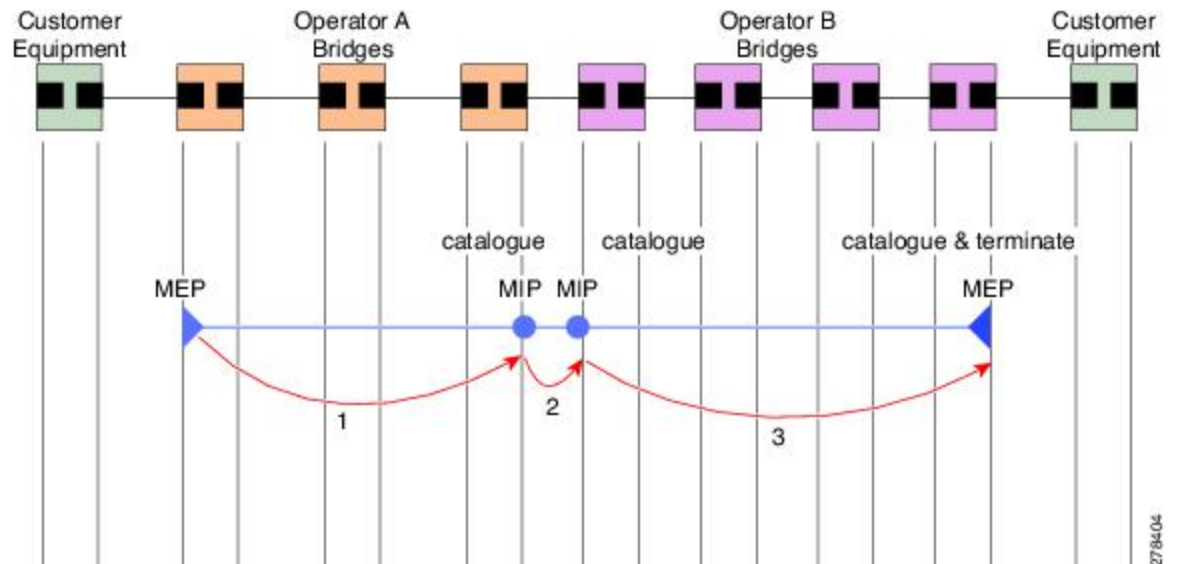 Customer
Equipment
Operator A
Bridges
Operator B
Bridges
Customer
Equipment
catalogue
catalogue
catalogue & terminate
MEP
MIP
MIP
MEP
1
2
3
278404